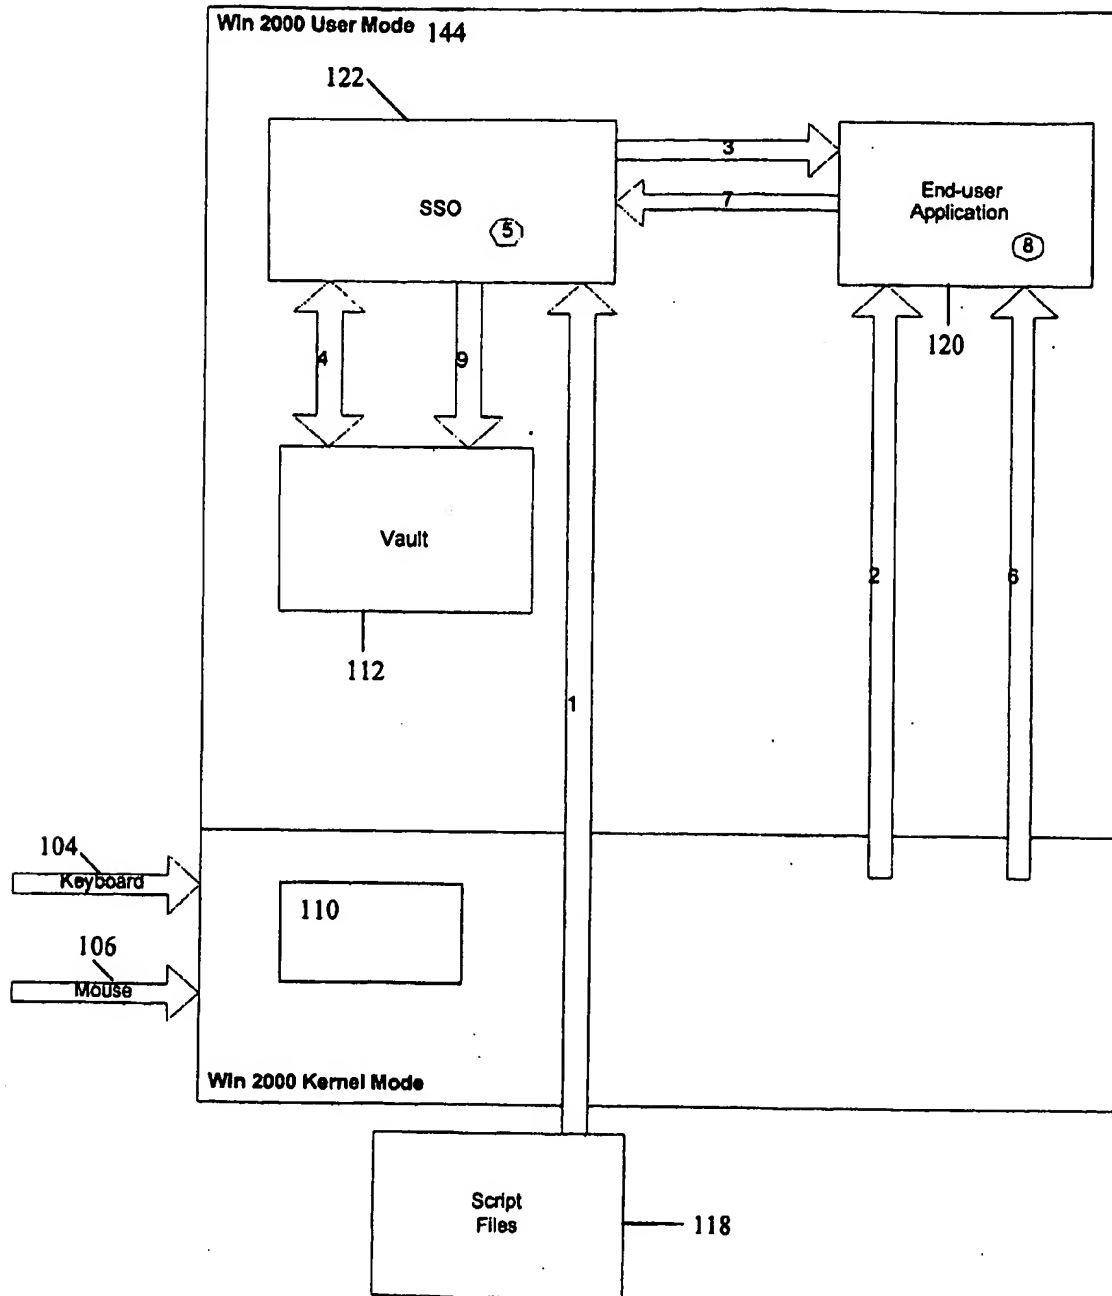 Win 2000 User Mode 144
122
3
SSO
5
7
End-user
Application
8
4
9
120
Vault
2
6
112
1
104
Keyboard
110
106
Mouse
Win 2000 Kernel Mode
Script
Files
118